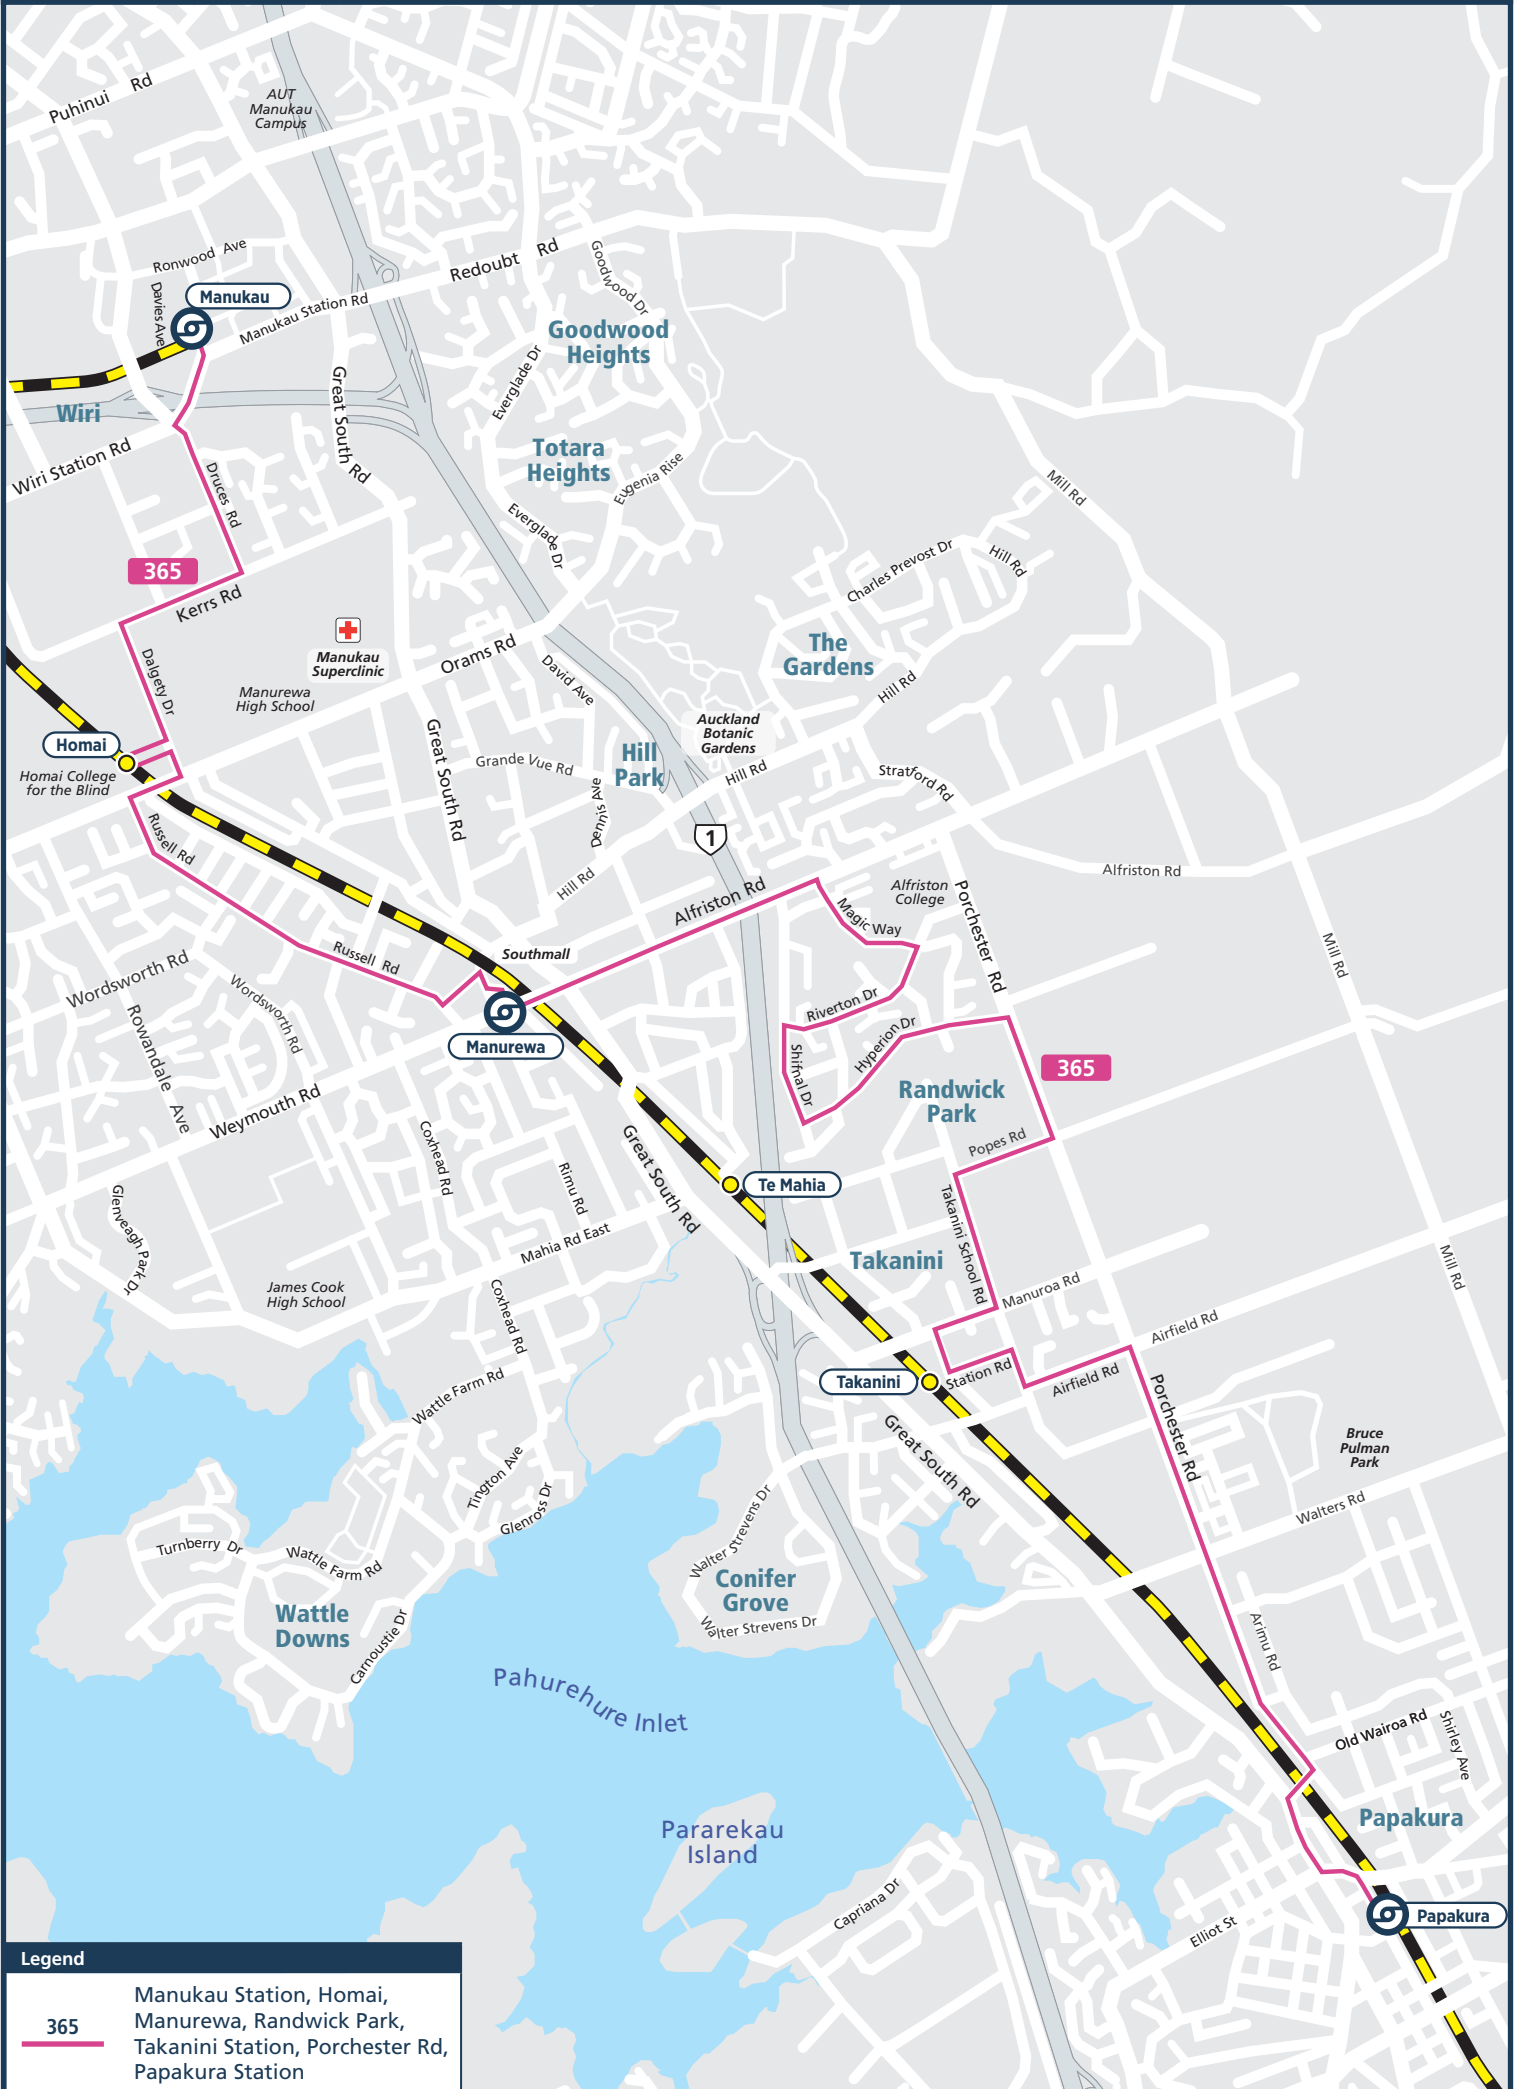 Puhinui Rd
AUT
Manukau
Campus
Ronwood Ave
Davies Ave
Manukau
Manukau Station Rd
Redoubt Rd
Goodwood Dr
Goodwood
Heights
Everglade Dr
Great South Rd
Wiri
Wiri Station Rd
Totara
Heights
Eugenia Rise
Druces Rd
Everglade Dr
Mill Rd
365
Kerrs Rd
Charles Prevost Dr
Hill Rd
Manukau
Superclinic
Orams Rd
The
Gardens
David Ave
Hill Rd
Dalgety Dr
Manurewa
High School
Auckland
Botanic
Gardens
Homai
Great South Rd
Grande Vue Rd
Hill
Park
Hill Rd
Stratford Rd
Homai College
for the Blind
Dennis Ave
1
Russell Rd
Hill Rd
Alfriston Rd
Alfriston Rd
Alfriston
College
Porchester Rd
Magic Way
Mill Rd
Southmall
Russell Rd
Wordsworth Rd
Wordsworth Rd
Rowandale Ave
Riverton Dr
Hyperion Dr
Shifnal Dr
Manurewa
365
Randwick
Park
Weymouth Rd
Popes Rd
Coxhead Rd
Great South Rd
Rimu Rd
Te Mahia
Glenveagh Park Dr
Takanini School Rd
Mahia Rd East
Takanini
Mill Rd
James Cook
High School
Manuroa Rd
Coxhead Rd
Airfield Rd
Wattle Farm Rd
Takanini
Station Rd
Airfield Rd
Porchester Rd
Great South Rd
Bruce
Pulman
Park
Tington Ave
Glenross Dr
Walters Rd
Walter Strevens Dr
Turnberry Dr
Wattle Farm Rd
Conifer
Grove
Wattle
Downs
Walter Strevens Dr
Carnoustie Dr
Arimu Rd
Pahurehure Inlet
Old Wairoa Rd
Shirley Ave
Pararekau
Island
Papakura
Capriana Dr
Elliot St
Papakura
Legend
365
Manukau Station, Homai,
Manurewa, Randwick Park,
Takanini Station, Porchester Rd,
Papakura Station